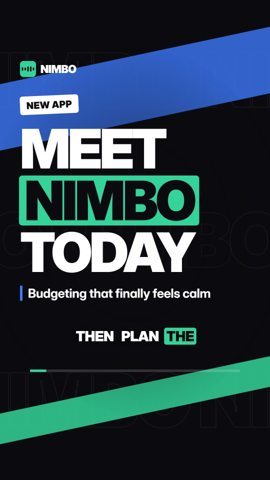 NIMBO
NEW APP
MEET
NIMBO
TODAY
Budgeting that finally feels calm
THEN PLAN THE